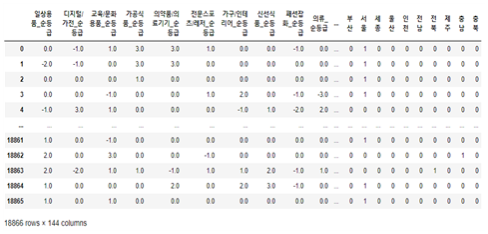 일상용품_순등급 디지털/가전_순등급 교육/문화용품_순등급 가공식품_순등급 의약품/의료기기_순등급 전문스포츠/레저_순등급 가구/인테리어_순등급 신선식품_순등급 패션잡화_순등급 의류_순등급 ... 부산 서울 세종 울산 인천 전남 전북 제주 충남 충북
0 0.0 -1.0 1.0 3.0 3.0 1.0 0.0 0.0 -1.0 0.0 ... 0 1 0 0 0 0 0 0 0 0
1 -2.0 -1.0 0.0 3.0 3.0 0.0 0.0 0.0 0.0 0.0 ... 0 1 0 0 0 0 0 0 0 0
2 0.0 0.0 0.0 1.0 0.0 0.0 0.0 0.0 0.0 0.0 ... 0 1 0 0 0 0 0 0 0 0
3 0.0 0.0 -1.0 0.0 0.0 1.0 2.0 0.0 -1.0 -3.0 ... 0 1 0 0 0 0 0 0 0 0
4 -1.0 3.0 1.0 0.0 0.0 0.0 -1.0 1.0 -2.0 2.0 ... 0 1 0 0 0 0 0 0 0 0
... ... ... ... ... ... ... ... ... ... ... ... ... ... ... ... ... ... ... ... ... ...
18861 1.0 0.0 -1.0 0.0 0.0 0.0 0.0 0.0 0.0 0.0 ... 0 1 0 0 0 0 0 0 0 0
18862 2.0 0.0 3.0 0.0 0.0 -1.0 0.0 0.0 0.0 0.0 ... 0 0 0 0 0 0 0 0 1 0
18863 2.0 -2.0 1.0 1.0 -1.0 1.0 1.0 2.0 -1.0 1.0 ... 0 0 0 0 0 0 1 0 0 0
18864 1.0 0.0 0.0 0.0 2.0 0.0 2.0 3.0 -1.0 0.0 ... 0 1 0 0 0 0 0 0 0 0
18865 1.0 0.0 0.0 1.0 0.0 0.0 0.0 0.0 0.0 0.0 ... 0 1 0 0 0 0 0 0 0 0
18866 rows × 144 columns